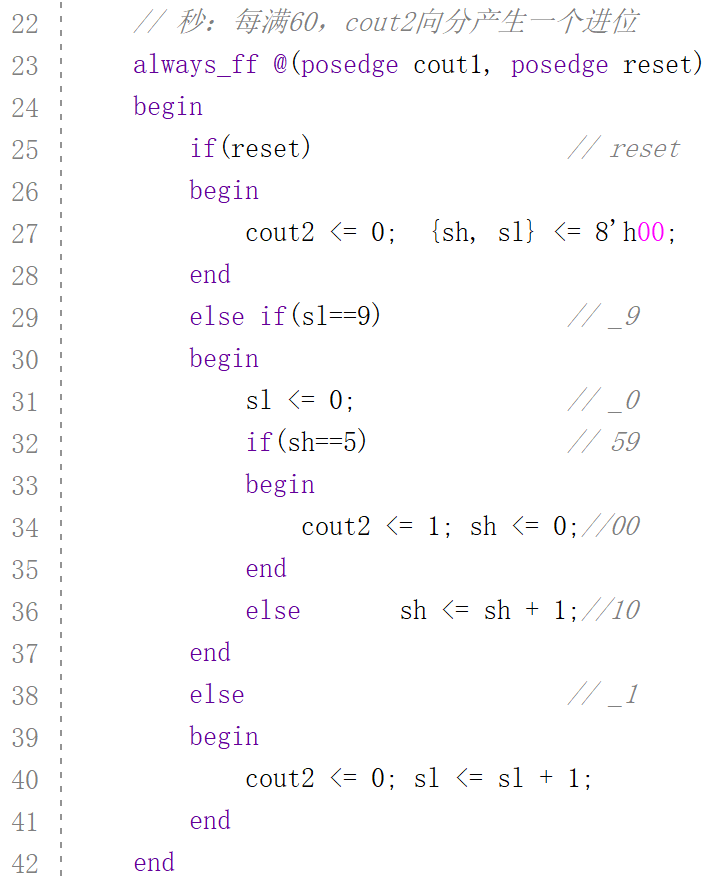 22 // 秒：每满60，cout2向分产生一个进位
23 always_ff @(posedge cout1, posedge reset)
24 begin
25 if(reset) // reset
26 begin
27 cout2 <= 0; {sh, sl} <= 8'h00;
28 end
29 else if(sl==9) // _9
30 begin
31 sl <= 0; // _0
32 if(sh==5) // 59
33 begin
34 cout2 <= 1; sh <= 0;//00
35 end
36 else sh <= sh + 1;//10
37 end
38 else // _1
39 begin
40 cout2 <= 0; sl <= sl + 1;
41 end
42 end